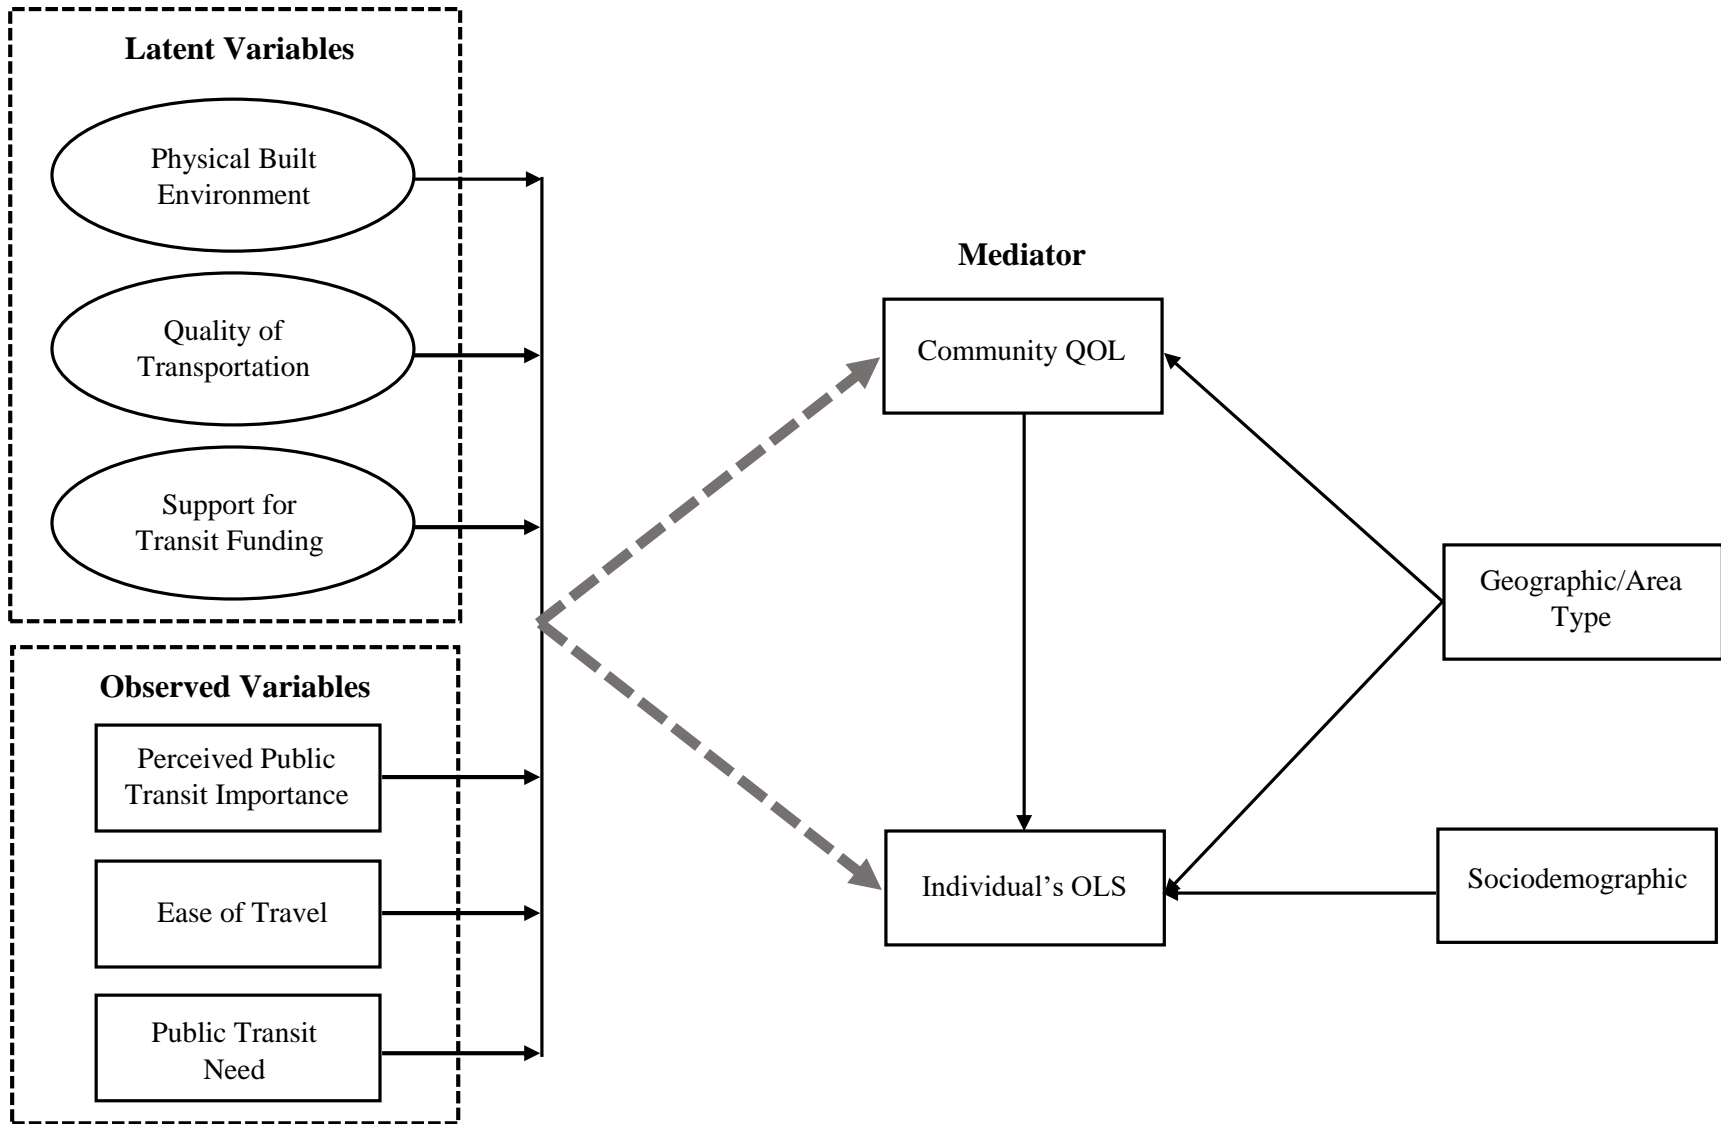 Latent Variables
Physical Built
Environment
Quality of
Transportation
Support for
Transit Funding
Observed Variables
Perceived Public
Transit Importance
Ease of Travel
Public Transit
Need
Mediator
Community QOL
Individual’s OLS
Geographic/Area
Type
Sociodemographic